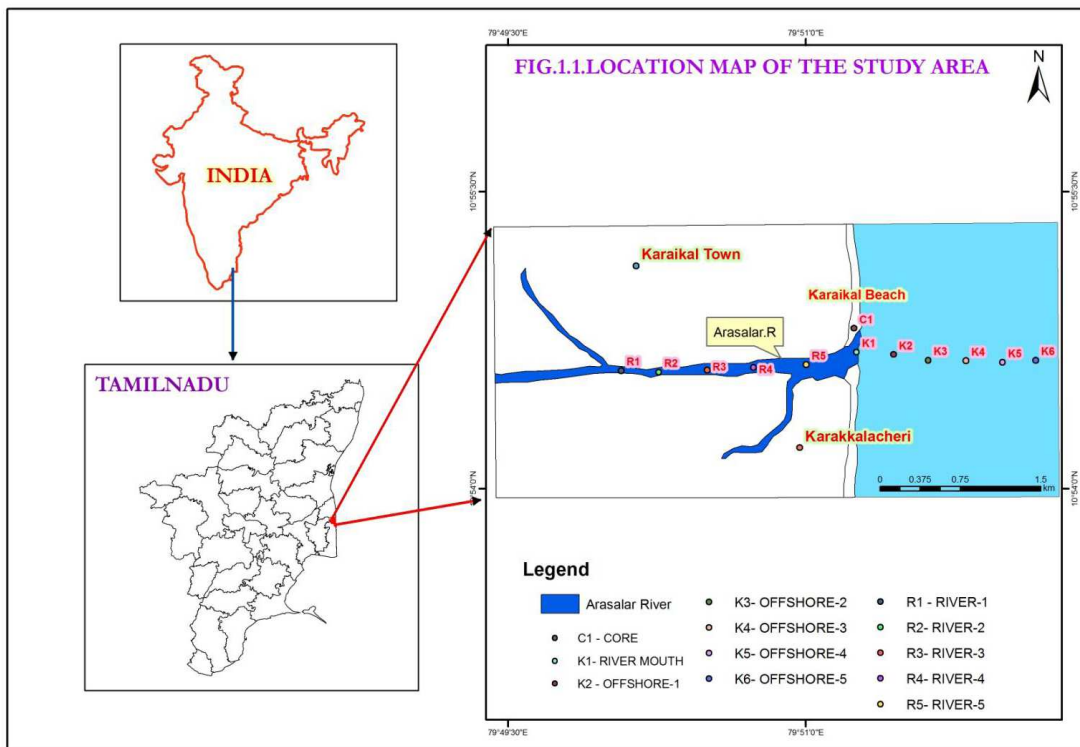 79°49'30"E
79°51'0"E
FIG.1.1.LOCATION MAP OF THE STUDY AREA
N
INDIA
10°55'30"N
10°55'30"N
Karaikal Town
Karaikal Beach
C1
Arasalar.R
K1
K2
K3
K4
K5
K6
R1
R2
R3
R4
R5
Karakkalacheri
0 0.375 0.75 1.5
km
10°54'0"N
10°54'0"N
TAMILNADU
Legend
Arasalar River
C1 - CORE
K1- RIVER MOUTH
K2 - OFFSHORE-1
K3- OFFSHORE-2
K4- OFFSHORE-3
K5- OFFSHORE-4
K6- OFFSHORE-5
R1 - RIVER-1
R2- RIVER-2
R3- RIVER-3
R4- RIVER-4
R5- RIVER-5
79°49'30"E
79°51'0"E